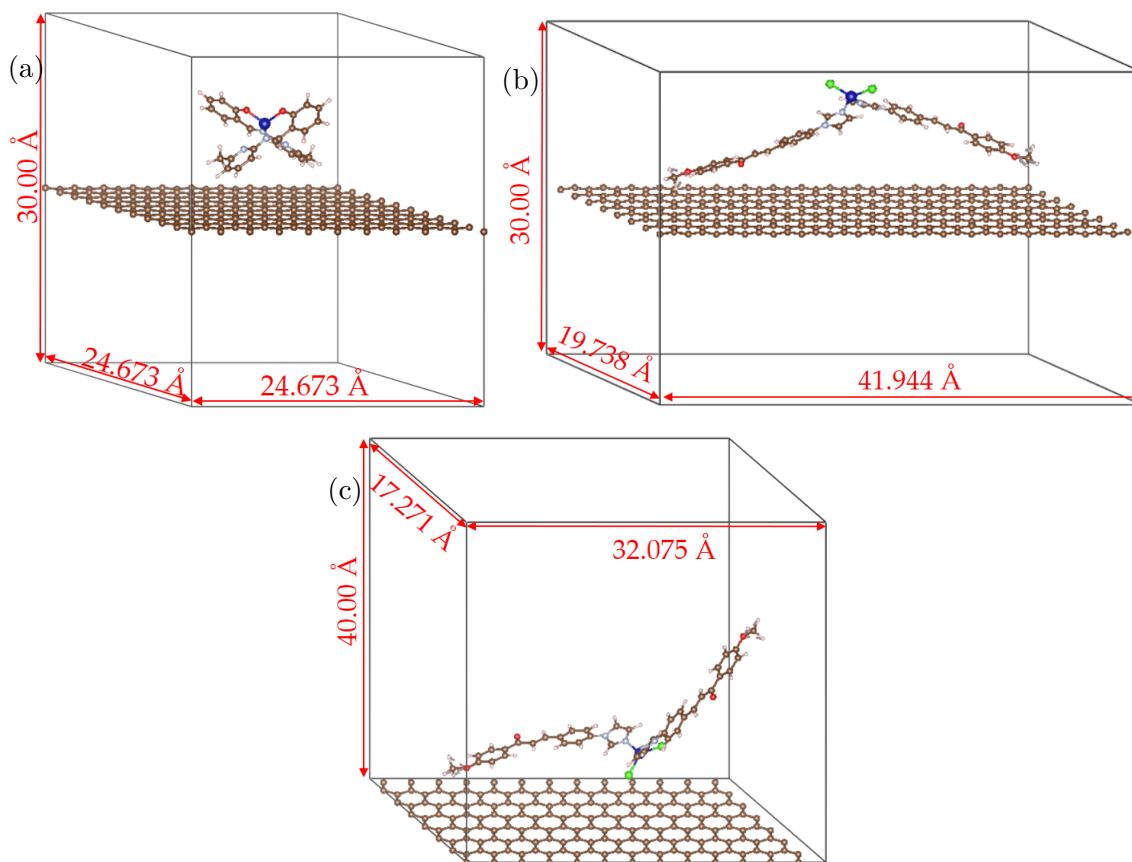 (a)
30.00 Å
24.673 Å
24.673 Å
(b)
30.00 Å
19.738 Å
41.944 Å
(c)
40.00 Å
17.271 Å
32.075 Å